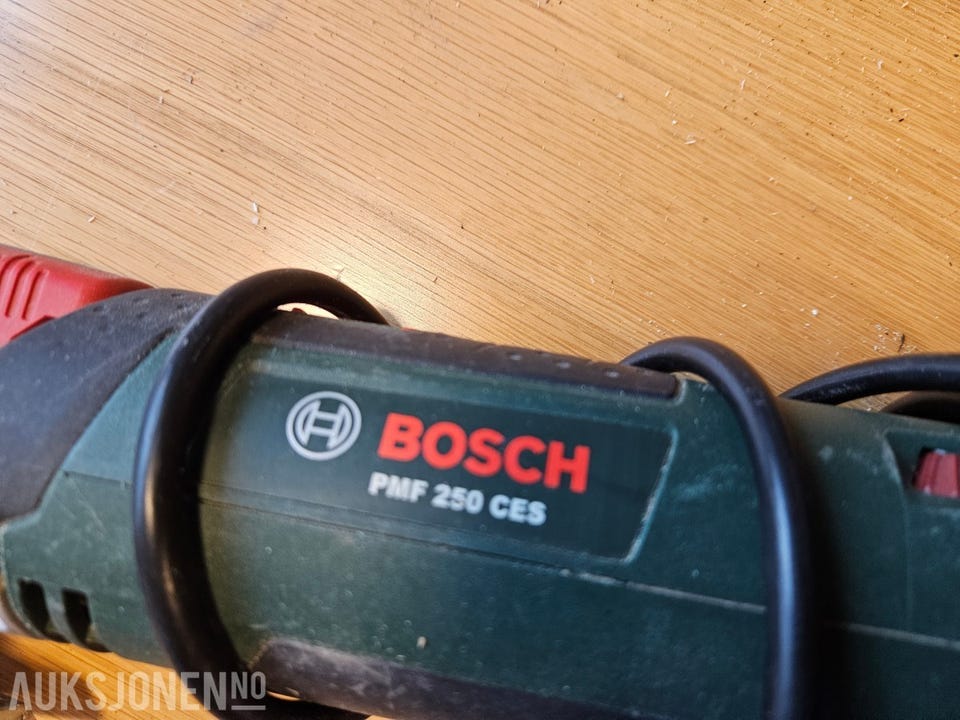 BOSCH
PMF 250 CES
AUKSJONEN NO